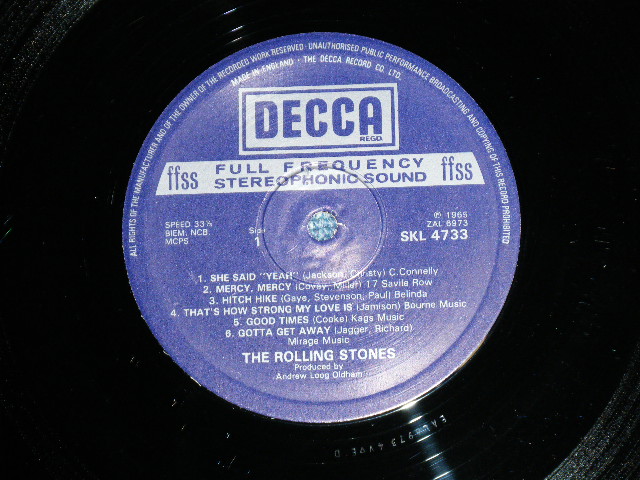 ALL RIGHTS OF THE MANUFACTURER AND OF THE OWNER OF THE RECORDED WORK RESERVED · UNAUTHORISED PUBLIC PERFORMANCE BROADCASTING AND COPYING OF THIS RECORD PROHIBITED
MADE IN ENGLAND · THE DECCA RECORD CO. LTD.
DECCA
REGD.
ffss FULL FREQUENCY STEREOPHONIC SOUND ffss
SPEED 33⅓
BIEM. NCB.
MCPS
Side
1
℗ 1965
ZAL 6973
SKL 4733
1. SHE SAID "YEAH" (Jackson, Christy) C.Connelly
2. MERCY, MERCY (Covay, Miller) 17 Savile Row
3. HITCH HIKE (Gaye, Stevenson, Paul) Belinda
4. THAT'S HOW STRONG MY LOVE IS (Jamison) Bourne Music
5. GOOD TIMES (Cooke) Kags Music
6. GOTTA GET AWAY (Jagger, Richard)
Mirage Music
THE ROLLING STONES
Produced by
Andrew Loog Oldham